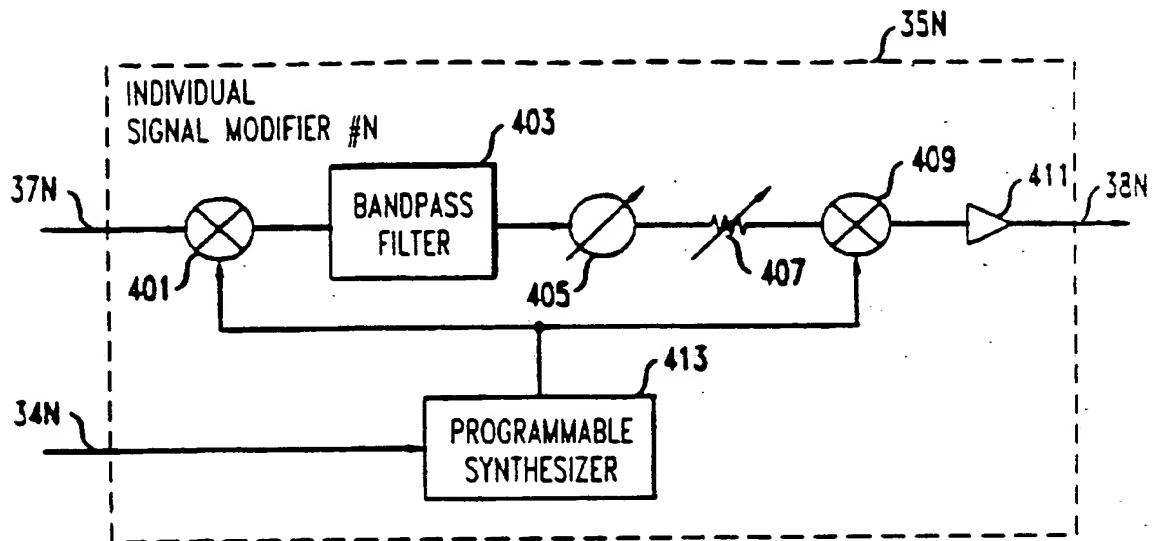 35N
INDIVIDUAL
SIGNAL MODIFIER #N
403
409
411
37N
38N
BANDPASS
FILTER
401
405
407
413
34N
PROGRAMMABLE
SYNTHESIZER